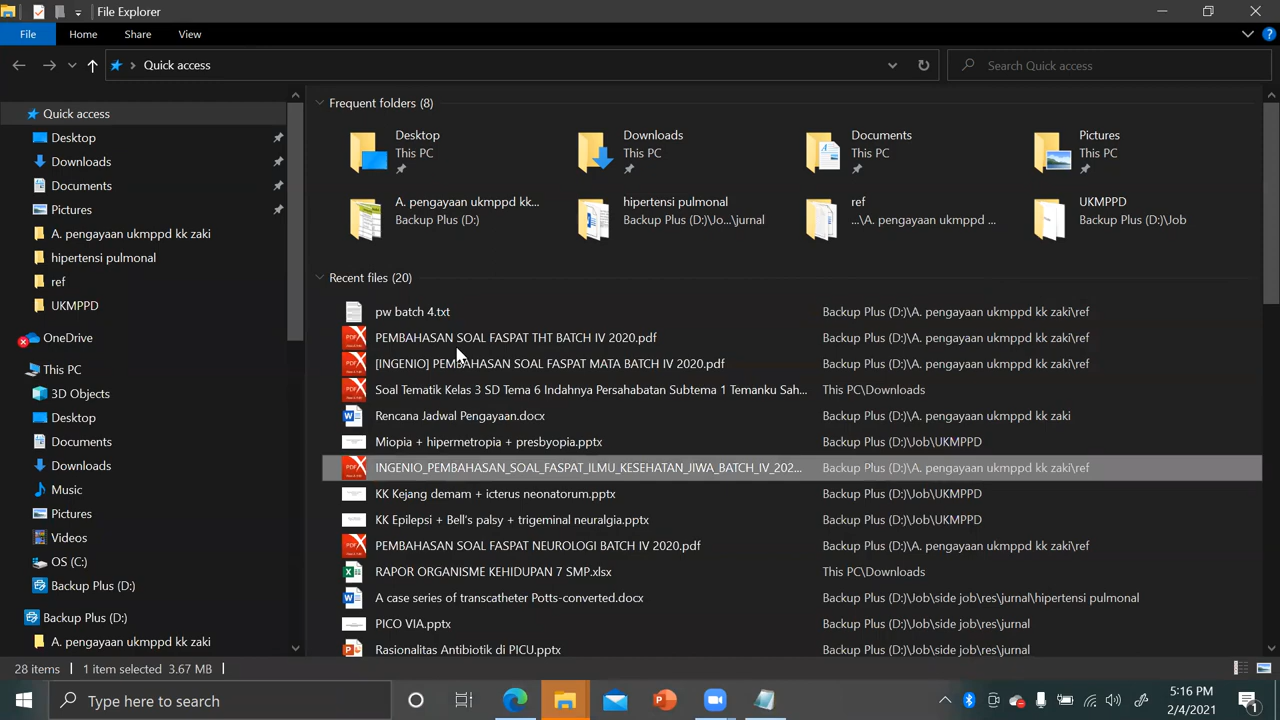 File Explorer
File Home Share View
Quick access
Search Quick access
Quick access
Desktop
Downloads
Documents
Pictures
A. pengayaan ukmppd kk zaki
hipertensi pulmonal
ref
UKMPPD
OneDrive
This PC
3D Objects
Desktop
Documents
Downloads
Music
Pictures
Videos
OS (C:)
Backup Plus (D:)
Backup Plus (D:)
A. pengayaan ukmppd kk zaki
Frequent folders (8)
Desktop
This PC
Downloads
This PC
Documents
This PC
Pictures
This PC
A. pengayaan ukmppd kk...
Backup Plus (D:)
hipertensi pulmonal
Backup Plus (D:)\Jo...\jurnal
ref
...\A. pengayaan ukmppd ...
UKMPPD
Backup Plus (D:)\Job
Recent files (20)
pw batch 4.txt Backup Plus (D:)\A. pengayaan ukmppd kk zaki\ref
PEMBAHASAN SOAL FASPAT THT BATCH IV 2020.pdf Backup Plus (D:)\A. pengayaan ukmppd kk zaki\ref
[INGENIO] PEMBAHASAN SOAL FASPAT MATA BATCH IV 2020.pdf Backup Plus (D:)\A. pengayaan ukmppd kk zaki\ref
Soal Tematik Kelas 3 SD Tema 6 Indahnya Persahabatan Subtema 1 Temanku Sah... This PC\Downloads
Rencana Jadwal Pengayaan.docx Backup Plus (D:)\A. pengayaan ukmppd kk zaki
Miopia + hipermetropia + presbyopia.pptx Backup Plus (D:)\Job\UKMPPD
INGENIO_PEMBAHASAN_SOAL_FASPAT_ILMU_KESEHATAN_JIWA_BATCH_IV_202... Backup Plus (D:)\A. pengayaan ukmppd kk zaki\ref
KK Kejang demam + icterus neonatorum.pptx Backup Plus (D:)\Job\UKMPPD
KK Epilepsi + Bell's palsy + trigeminal neuralgia.pptx Backup Plus (D:)\Job\UKMPPD
PEMBAHASAN SOAL FASPAT NEUROLOGI BATCH IV 2020.pdf Backup Plus (D:)\A. pengayaan ukmppd kk zaki\ref
RAPOR ORGANISME KEHIDUPAN 7 SMP.xlsx This PC\Downloads
A case series of transcatheter Potts-converted.docx Backup Plus (D:)\Job\side job\res\jurnal\hipertensi pulmonal
PICO VIA.pptx Backup Plus (D:)\Job\side job\res\jurnal
Rasionalitas Antibiotik di PICU.pptx Backup Plus (D:)\Job\side job\res\jurnal
28 items 1 item selected 3.67 MB
Type here to search
5:16 PM
2/4/2021
1